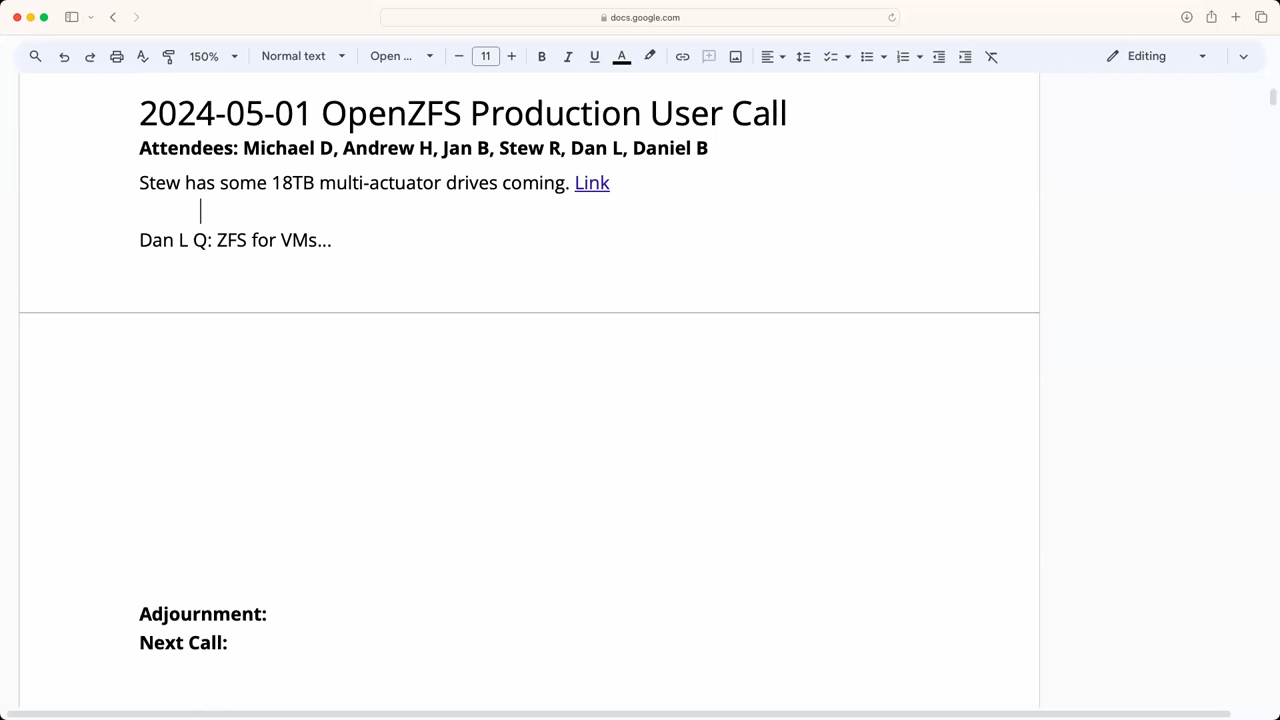 docs.google.com
150%
Normal text
Open ...
11
Editing
2024-05-01 OpenZFS Production User Call
Attendees: Michael D, Andrew H, Jan B, Stew R, Dan L, Daniel B
Stew has some 18TB multi-actuator drives coming. Link
Dan L Q: ZFS for VMs...
Adjournment:
Next Call: